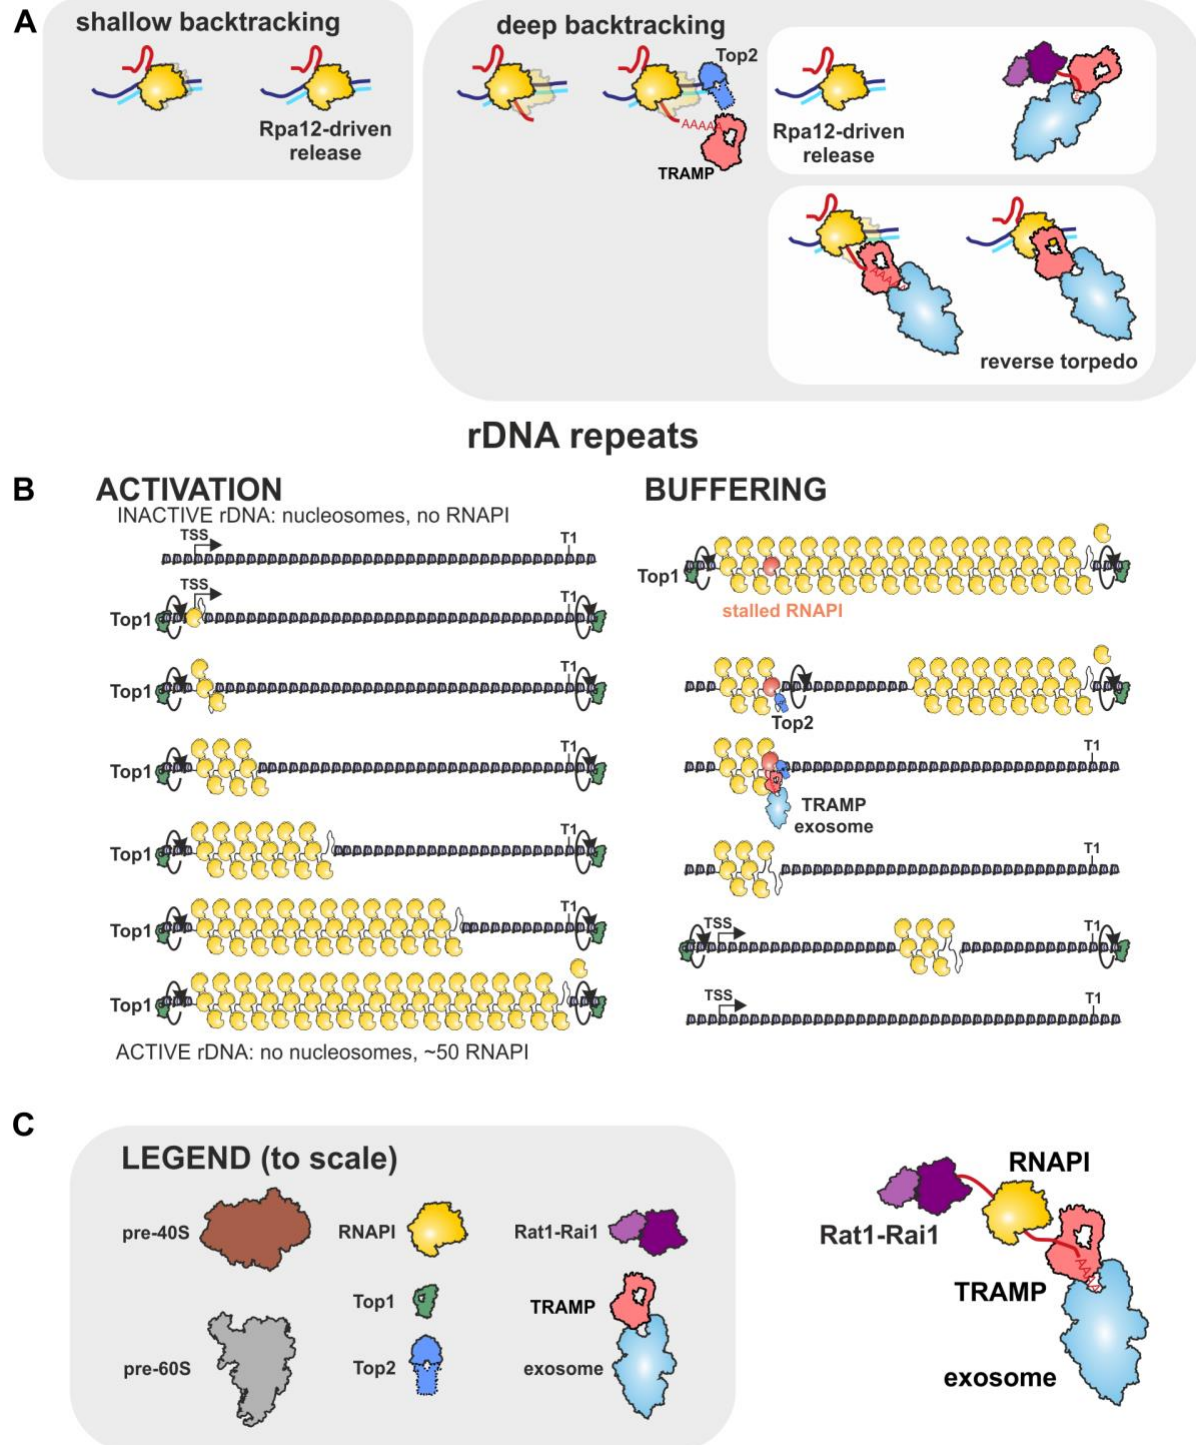 A
shallow backtracking
Rpa12-driven
release
deep backtracking
Top2
AAAAA
TRAMP
Rpa12-driven
release
AAAA
reverse torpedo
rDNA repeats
B
ACTIVATION
INACTIVE rDNA: nucleosomes, no RNAPI
TSS
T1
TSS
T1
Top1
T1
Top1
T1
Top1
T1
Top1
T1
Top1
Top1
ACTIVE rDNA: no nucleosomes, ~50 RNAPI
BUFFERING
Top1
stalled RNAPI
Top2
T1
TRAMP
exosome
T1
TSS
T1
TSS
T1
C
LEGEND (to scale)
pre-40S
RNAPI
Rat1-Rai1
Top1
TRAMP
pre-60S
Top2
exosome
RNAPI
Rat1-Rai1
AAAA
TRAMP
exosome